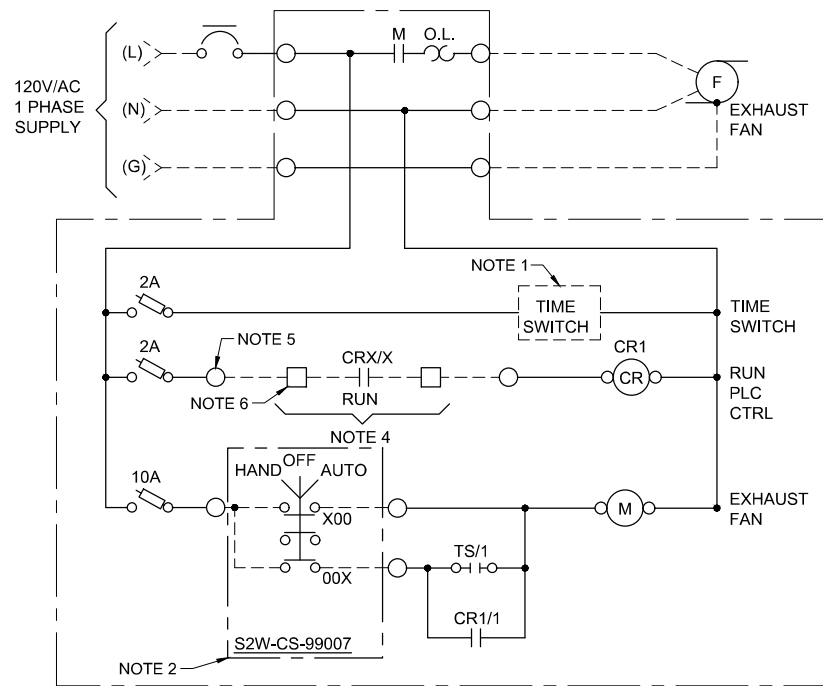 (L)
M
O.L.
120V/AC
1 PHASE
SUPPLY
(N)
F
EXHAUST
FAN
(G)
NOTE 1
2A
TIME
SWITCH
TIME
SWITCH
2A
NOTE 5
CRX/X
CR1
CR
RUN
PLC
CTRL
NOTE 6
RUN
NOTE 4
OFF
HAND
AUTO
10A
X00
M
EXHAUST
FAN
TS/1
00X
CR1/1
S2W-CS-99007
NOTE 2